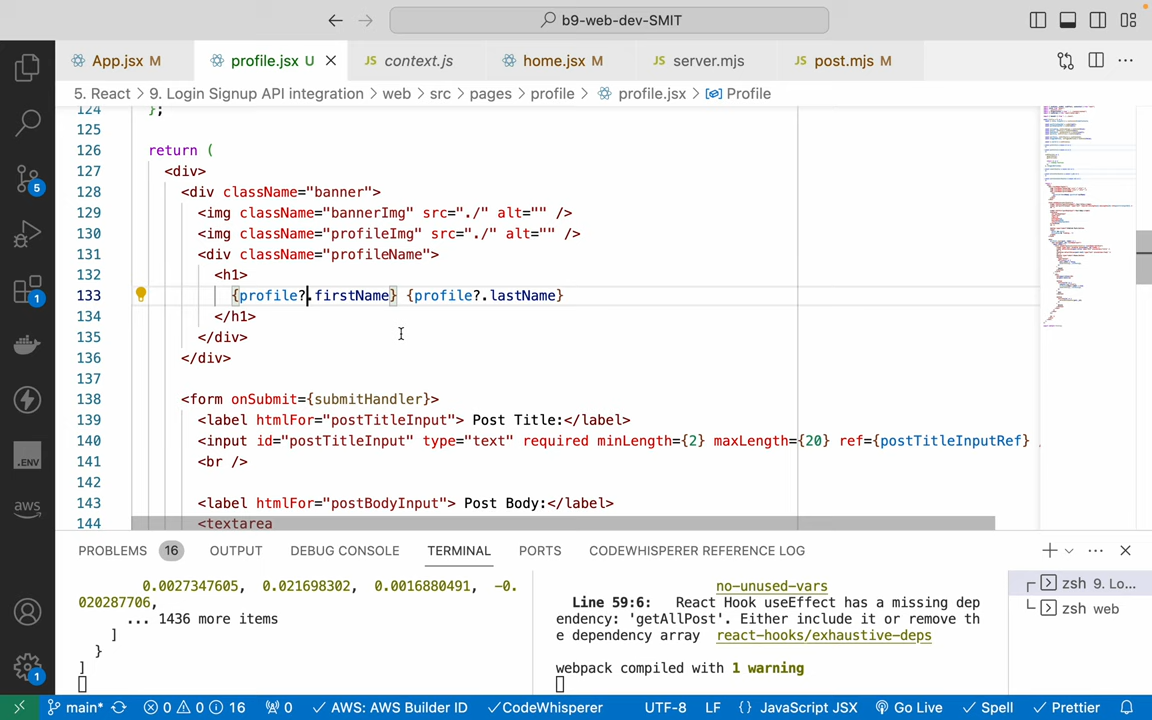 b9-web-dev-SMIT
App.jsx M
profile.jsx U
JS context.js
home.jsx M
JS server.mjs
JS post.mjs M
5. React > 9. Login Signup API integration > web > src > pages > profile > profile.jsx > Profile
124 };
125
126 return (
127 <div>
128 <div className="banner">
129 <img className="bannerImg" src="./" alt="" />
130 <img className="profileImg" src="./" alt="" />
131 <div className="profileName">
132 <h1>
133 {profile?.firstName} {profile?.lastName}
134 </h1>
135 </div>
136 </div>
137
138 <form onSubmit={submitHandler}>
139 <label htmlFor="postTitleInput"> Post Title:</label>
140 <input id="postTitleInput" type="text" required minLength={2} maxLength={20} ref={postTitleInputRef} /
141 <br />
142
143 <label htmlFor="postBodyInput"> Post Body:</label>
144 <textarea
5
1
.ENV
aws
1
PROBLEMS 16
OUTPUT
DEBUG CONSOLE
TERMINAL
PORTS
CODEWHISPERER REFERENCE LOG
0.0027347605, 0.021698302, 0.0016880491, -0.
020287706,
... 1436 more items
]
}
]
no-unused-vars
Line 59:6: React Hook useEffect has a missing dep
endency: 'getAllPost'. Either include it or remove th
e dependency array react-hooks/exhaustive-deps
webpack compiled with 1 warning
zsh 9. Lo...
zsh web
main*
0
0
16
0
AWS: AWS Builder ID
CodeWhisperer
UTF-8
LF
{} JavaScript JSX
Go Live
Spell
Prettier